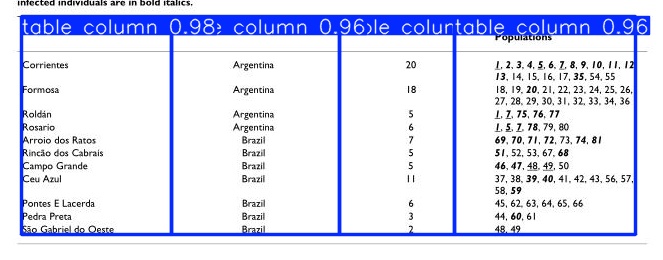 infected individuals are in bold italics.
table column 0.98 column 0.96 ble column table column 0.96
Populations
Corrientes Argentina 20 1, 2, 3, 4, 5, 6, 7, 8, 9, 10, 11, 12
13, 14, 15, 16, 17, 35, 54, 55
Formosa Argentina 18 18, 19, 20, 21, 22, 23, 24, 25, 26,
27, 28, 29, 30, 31, 32, 33, 34, 36
Roldán Argentina 5 1, 7, 75, 76, 77
Rosario Argentina 6 1, 5, 7, 78, 79, 80
Arroio dos Ratos Brazil 7 69, 70, 71, 72, 73, 74, 81
Rincão dos Cabrais Brazil 5 51, 52, 53, 67, 68
Campo Grande Brazil 5 46, 47, 48, 49, 50
Ceu Azul Brazil 11 37, 38, 39, 40, 41, 42, 43, 56, 57,
58, 59
Pontes E Lacerda Brazil 6 45, 62, 63, 64, 65, 66
Pedra Preta Brazil 3 44, 60, 61
São Gabriel do Oeste Brazil 2 48, 49